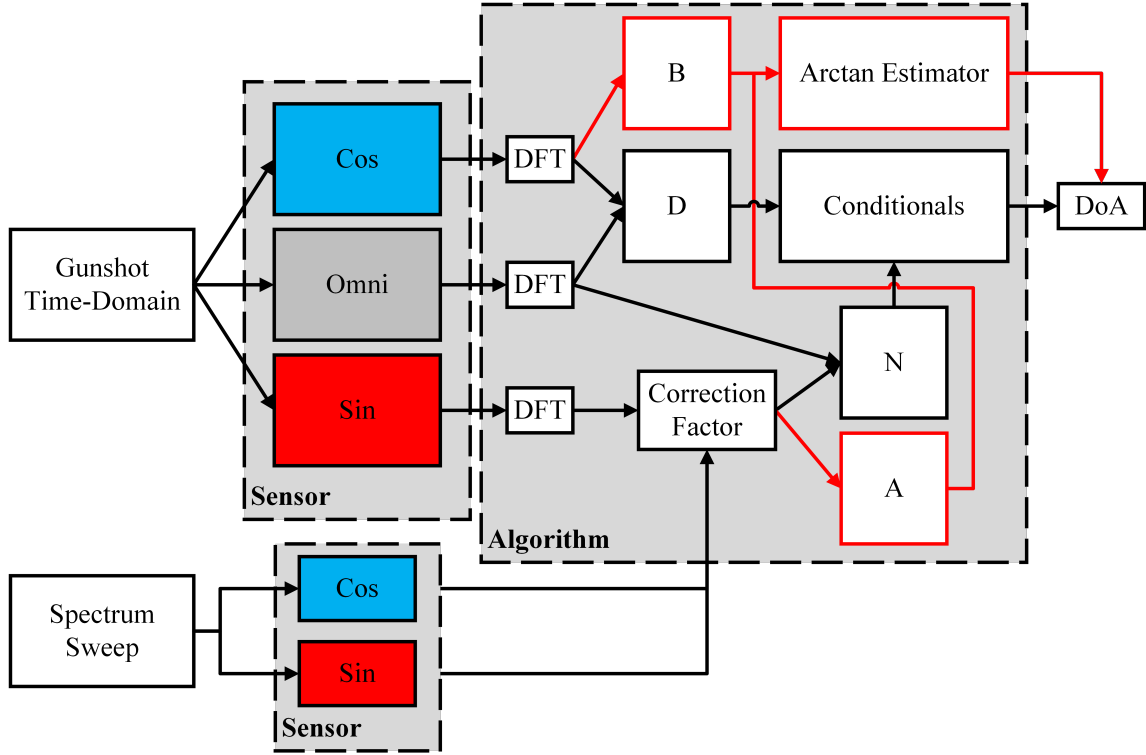 B
Arctan Estimator
Cos
DFT
D
Conditionals
DoA
Gunshot
Time-Domain
Omni
DFT
N
Sin
DFT
Correction
Factor
A
Sensor
Algorithm
Spectrum
Sweep
Cos
Sin
Sensor